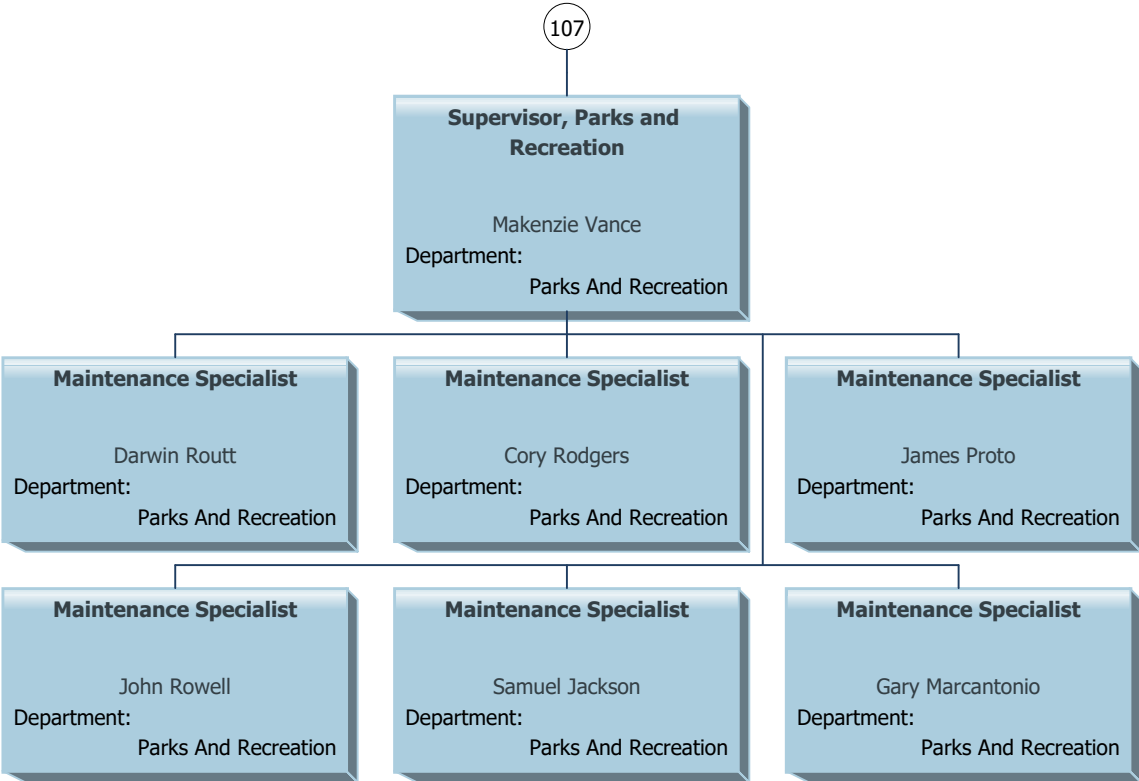 107
Supervisor, Parks and
Recreation
Makenzie Vance
Department:
Parks And Recreation
Maintenance Specialist
Darwin Routt
Department:
Parks And Recreation
Maintenance Specialist
Cory Rodgers
Department:
Parks And Recreation
Maintenance Specialist
James Proto
Department:
Parks And Recreation
Maintenance Specialist
John Rowell
Department:
Parks And Recreation
Maintenance Specialist
Samuel Jackson
Department:
Parks And Recreation
Maintenance Specialist
Gary Marcantonio
Department:
Parks And Recreation